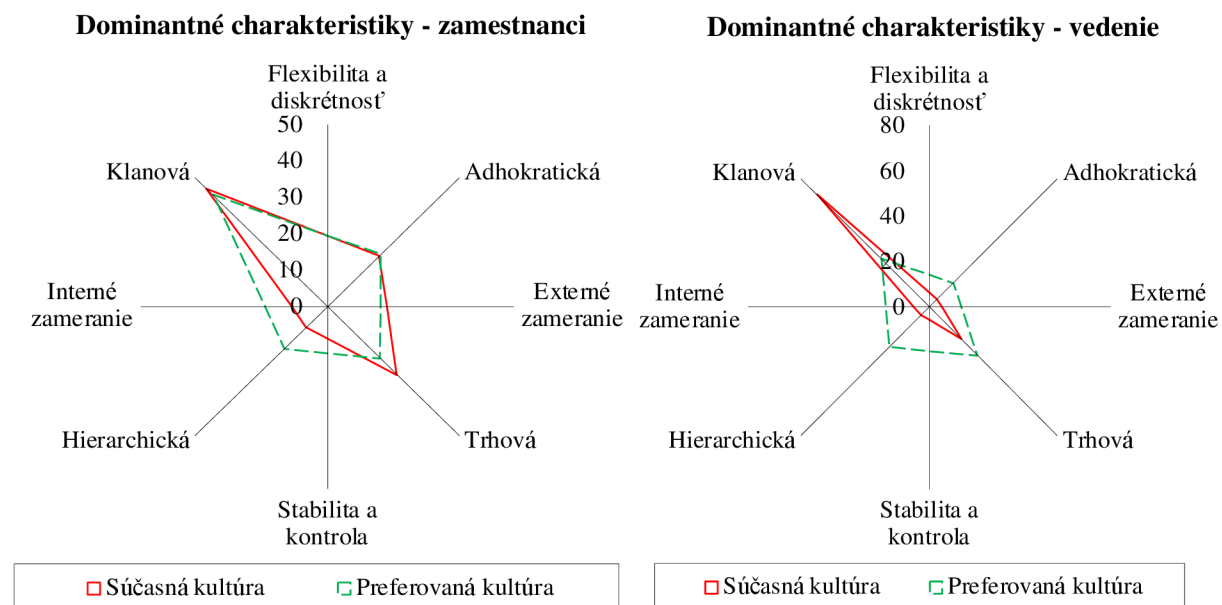 Dominantné charakteristiky - zamestnanci
Flexibilita a
diskrétnosť
50
40
30
20
10
0
Klanová
Adhokratická
Interné
zameranie
Externé
zameranie
Hierarchická
Trhová
Stabilita a
kontrola
Súčasná kultúra
Preferovaná kultúra
Dominantné charakteristiky - vedenie
Flexibilita a
diskrétnosť
80
60
40
20
0
Klanová
Adhokratická
Interné
zameranie
Externé
zameranie
Hierarchická
Trhová
Stabilita a
kontrola
Súčasná kultúra
Preferovaná kultúra